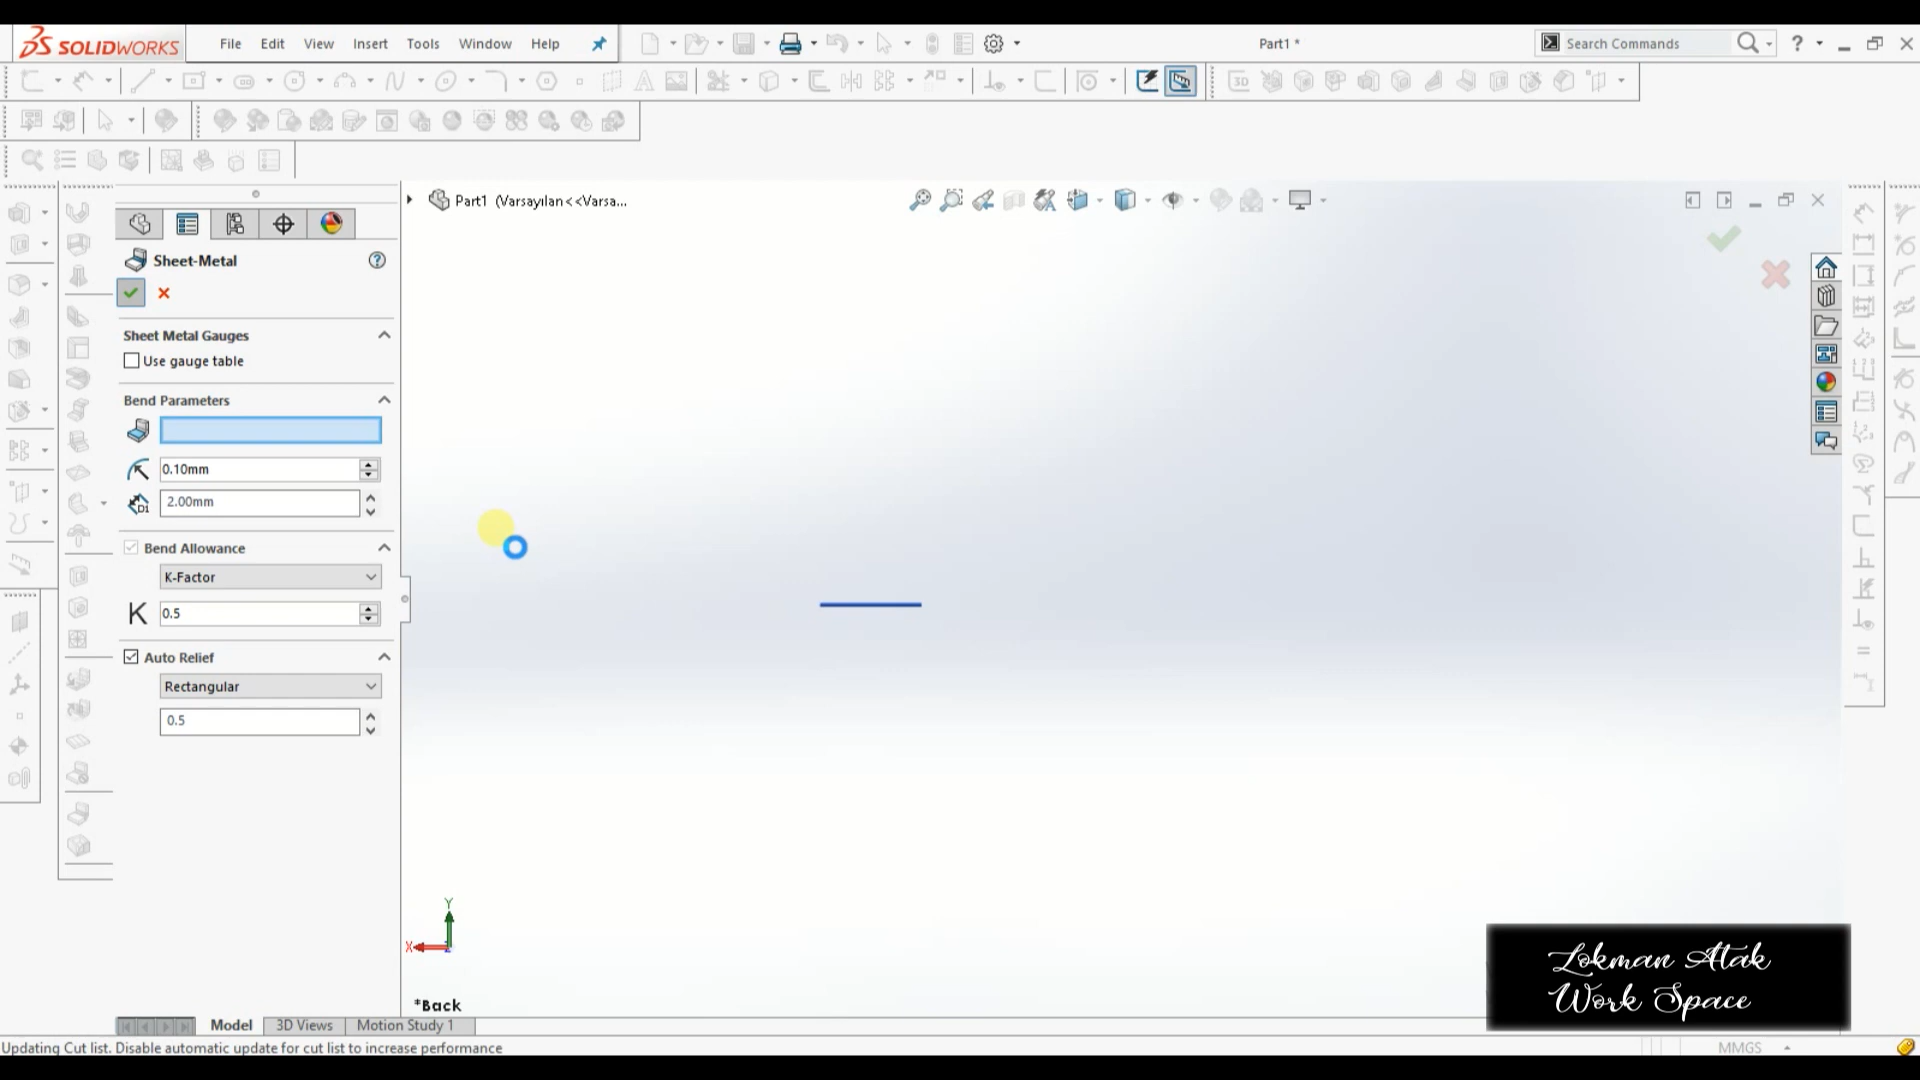 SOLIDWORKS File Edit View Insert Tools Window Help Part1 * Search Commands ?
Part1 (Varsayılan<<Varsa...
Sheet-Metal
Sheet Metal Gauges
Use gauge table
Bend Parameters
0.10mm
2.00mm
Bend Allowance
K-Factor
K 0.5
Auto Relief
Rectangular
0.5
Y
X
*Back
Lokman Atak
Work Space
Model 3D Views Motion Study 1
Updating Cut list. Disable automatic update for cut list to increase performance MMGS